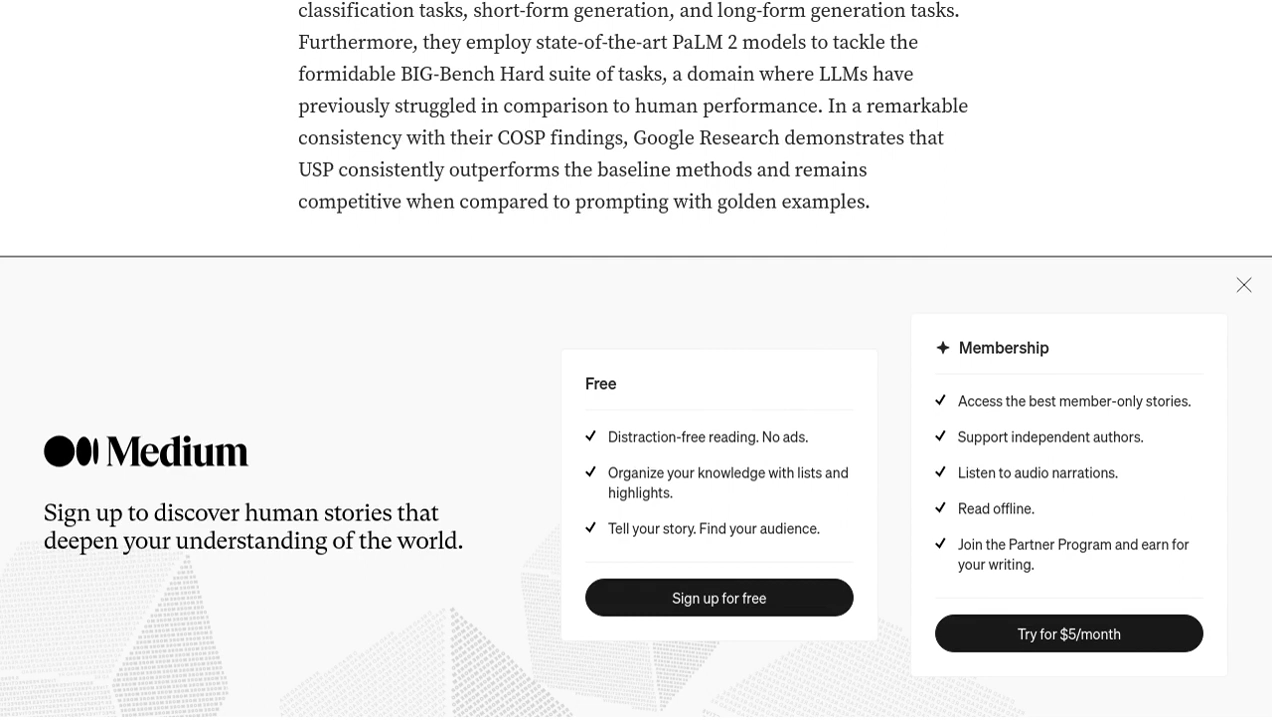 classification tasks, short-form generation, and long-form generation tasks.
Furthermore, they employ state-of-the-art PaLM 2 models to tackle the
formidable BIG-Bench Hard suite of tasks, a domain where LLMs have
previously struggled in comparison to human performance. In a remarkable
consistency with their COSP findings, Google Research demonstrates that
USP consistently outperforms the baseline methods and remains
competitive when compared to prompting with golden examples.
Medium
Sign up to discover human stories that
deepen your understanding of the world.
Free
Distraction-free reading. No ads.
Organize your knowledge with lists and
highlights.
Tell your story. Find your audience.
Sign up for free
Membership
Access the best member-only stories.
Support independent authors.
Listen to audio narrations.
Read offline.
Join the Partner Program and earn for
your writing.
Try for $5/month